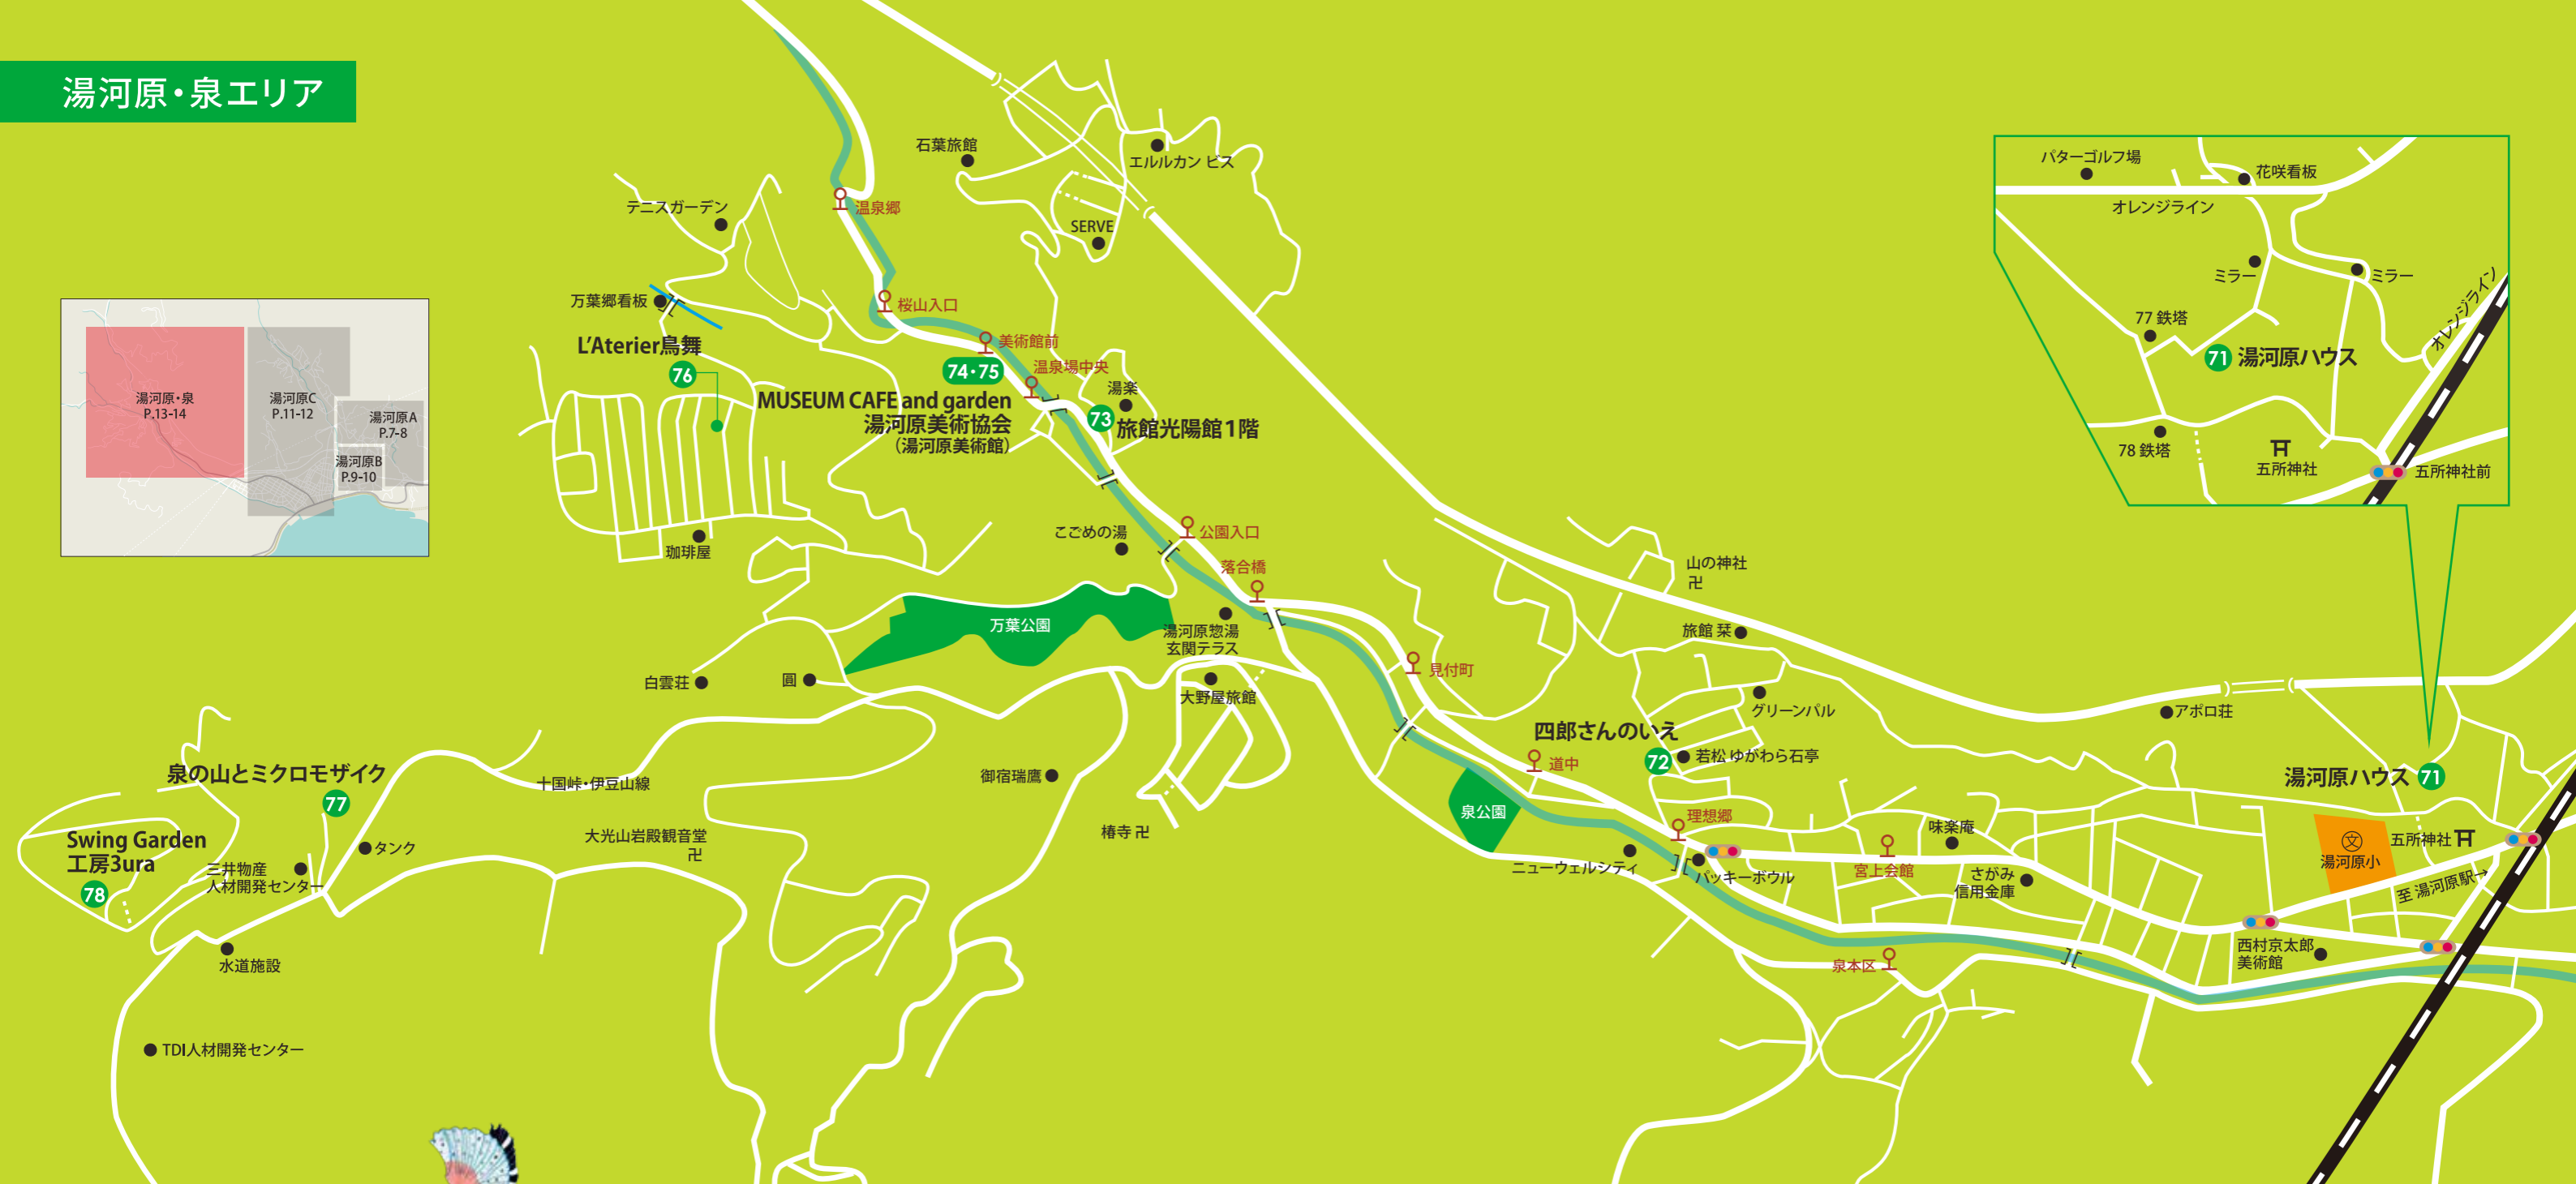 湯河原・泉エリア
石葉旅館
エルルカン ビス
テニスガーデン
温泉郷
SERVE
万葉郷看板
桜山入口
L'Aterier鳥舞
76
美術館前
74・75
温泉場中央
MUSEUM CAFE and garden
湯河原美術協会
(湯河原美術館)
湯楽
73
旅館光陽館1階
湯河原・泉
P.13-14
湯河原C
P.11-12
湯河原A
P.7-8
湯河原B
P.9-10
パターゴルフ場
花咲看板
オレンジライン
ミラー
ミラー
オレンジライン
77 鉄塔
71 湯河原ハウス
78 鉄塔
五所神社
五所神社前
珈琲屋
こごめの湯
公園入口
落合橋
山の神社
卍
万葉公園
湯河原惣湯
玄関テラス
旅館 栞
白雲荘
圓
大野屋旅館
見付町
グリーンパル
アポロ荘
四郎さんのいえ
72
若松 ゆがわら石亭
道中
湯河原ハウス 71
泉の山とミクロモザイク
77
十国峠・伊豆山線
御宿瑞鷹
泉公園
理想郷
Swing Garden
工房3ura
78
タンク
三井物産
人材開発センター
大光山岩殿観音堂
卍
椿寺 卍
ニューウェルシティ
パッキーボウル
宮上会館
味楽庵
さがみ
信用金庫
文
湯河原小
五所神社
至 湯河原駅→
水道施設
泉本区
西村京太郎
美術館
TDI人材開発センター